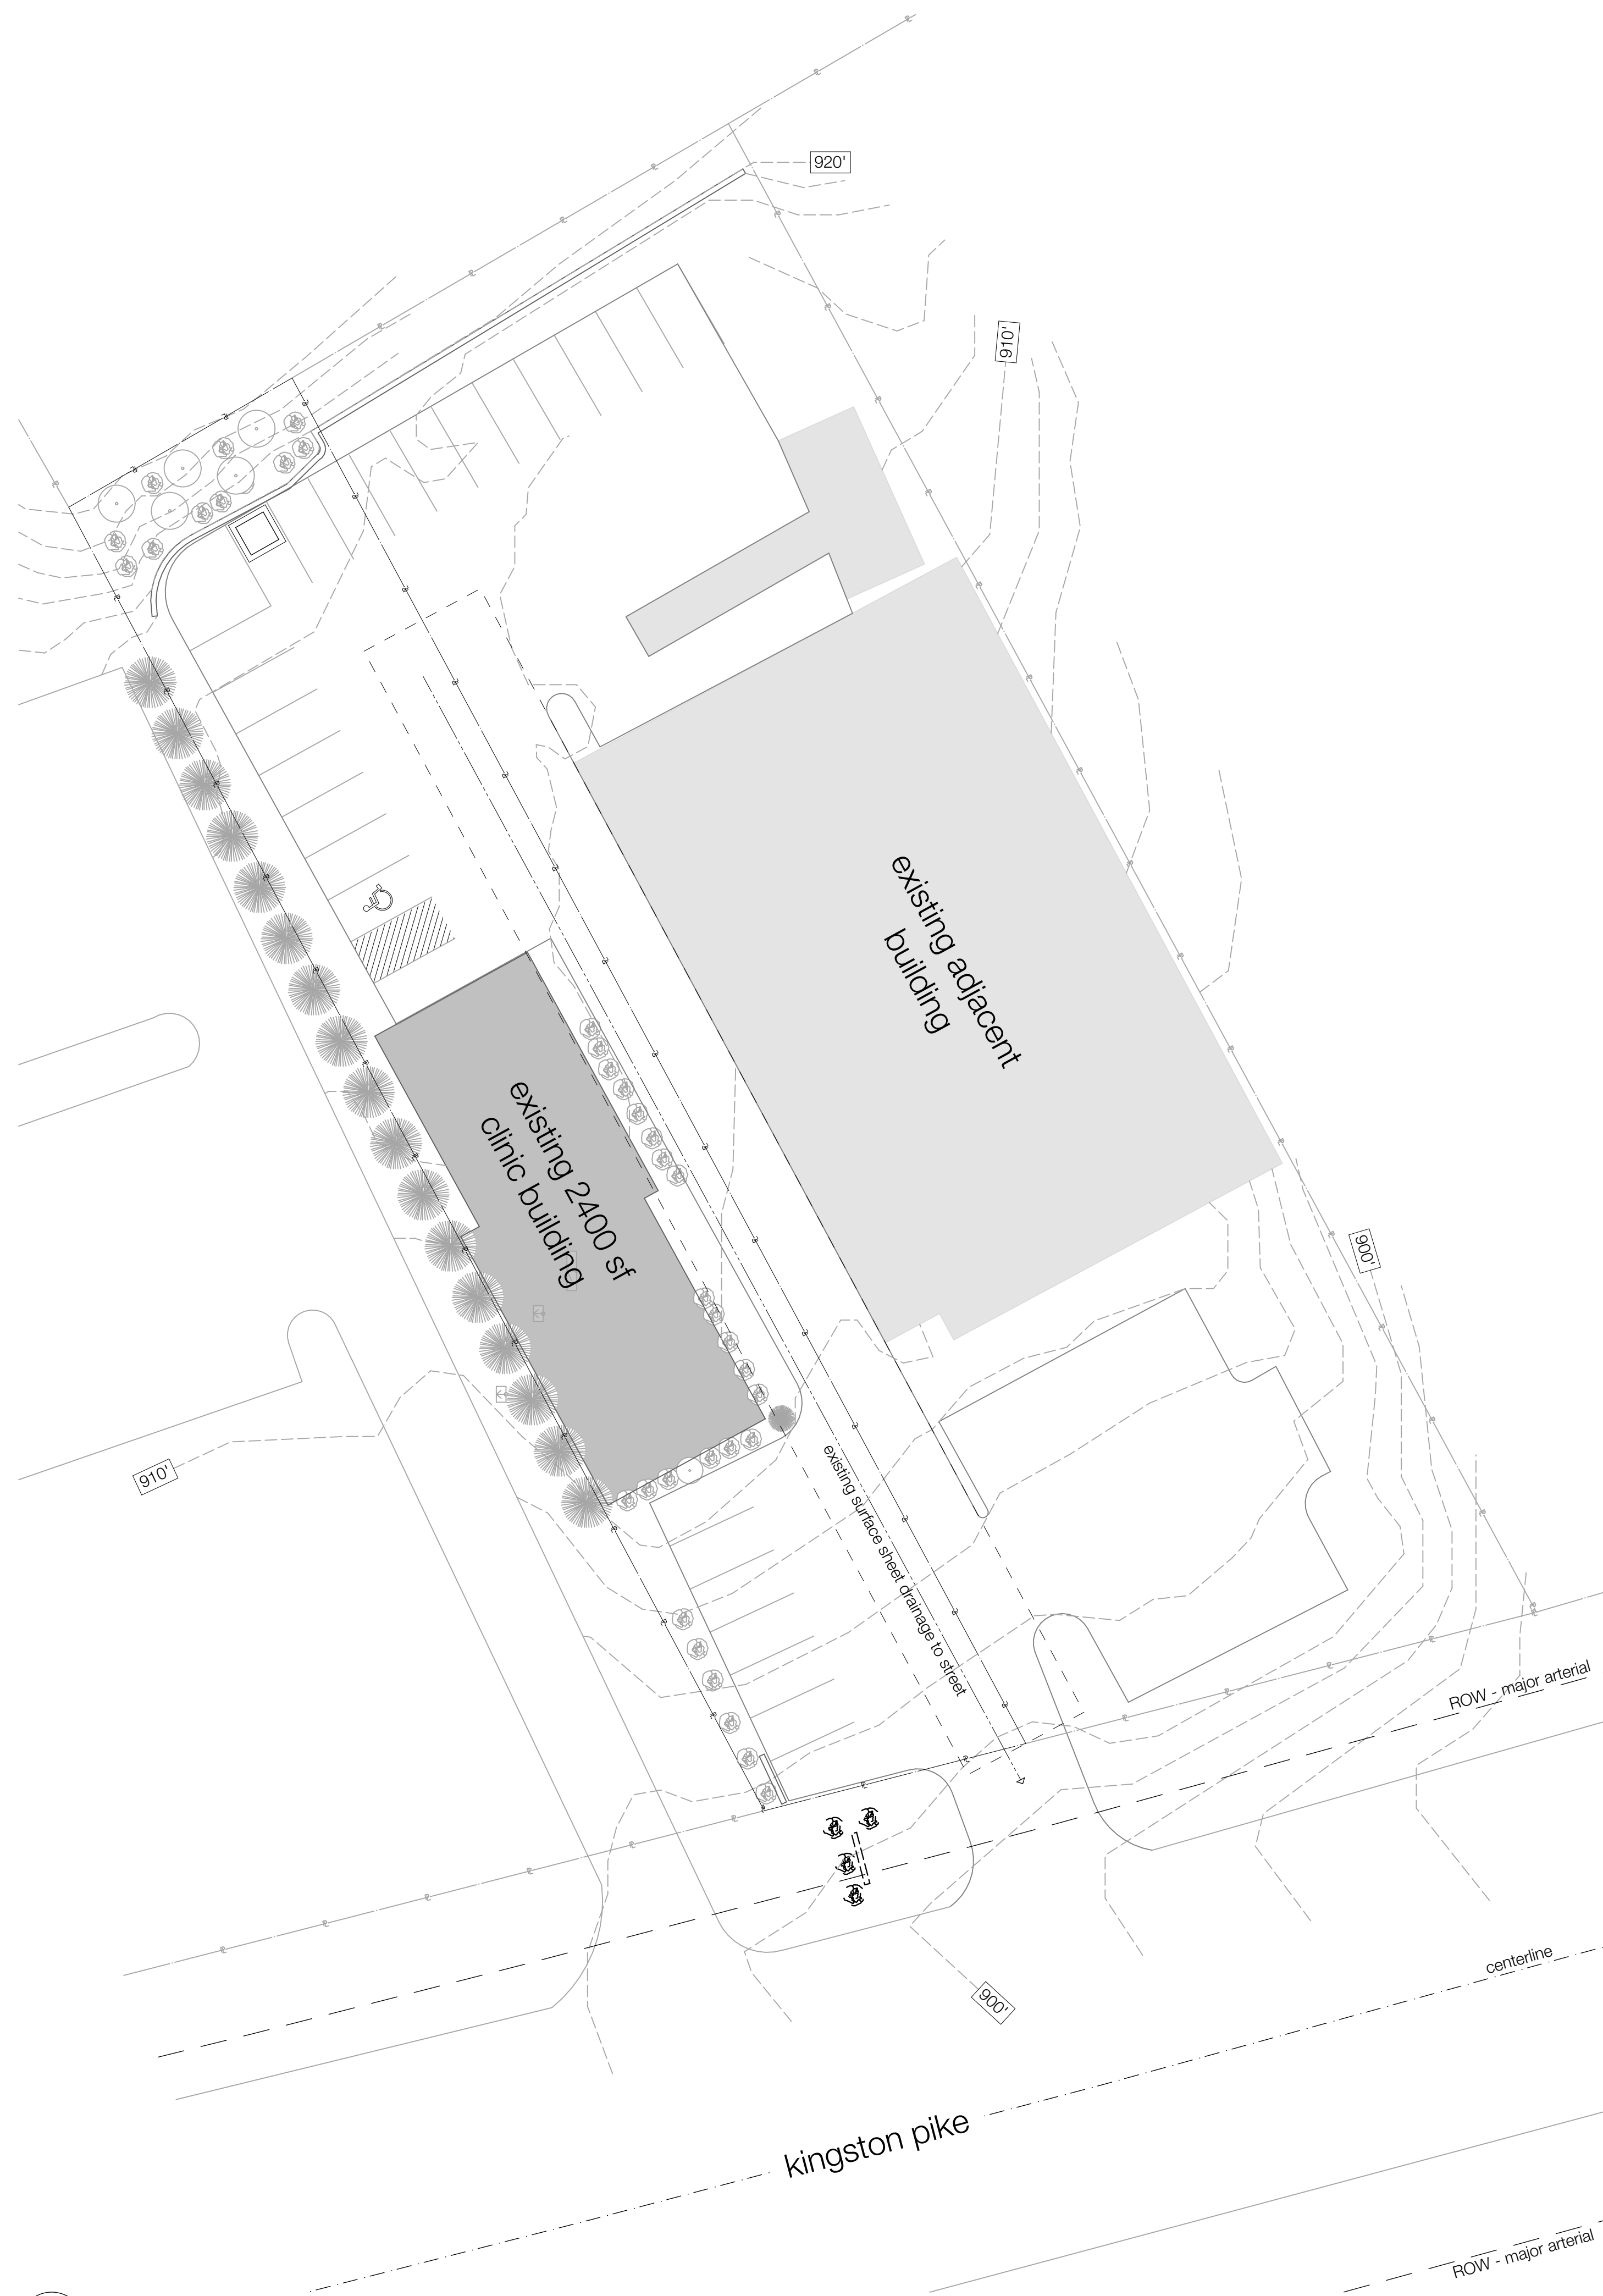 920'
910'
existing adjacent
building
existing 2400 sf
clinic building
900'
910'
existing surface sheet drainage to street
ROW - major arterial
centerline
900'
kingston pike
ROW - major arterial